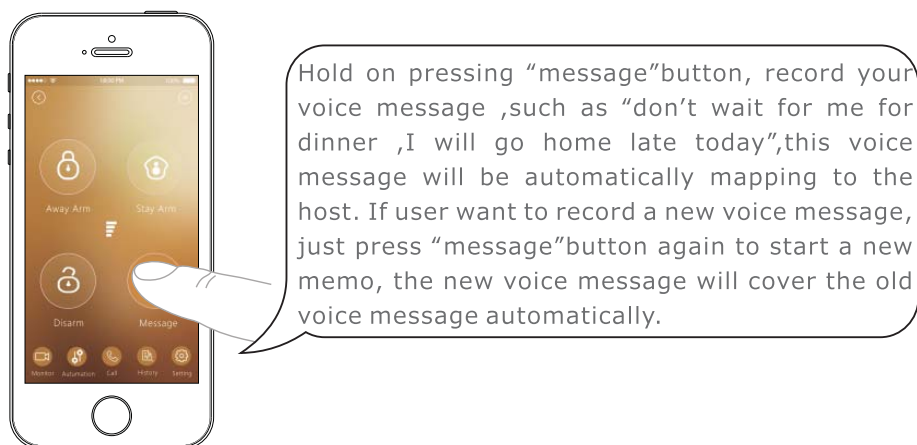 Away Arm
Stay Arm
Disarm
Message
Monitor Automation Call History Setting
Hold on pressing “message”button, record your
voice message ,such as “don’t wait for me for
dinner ,I will go home late today”,this voice
message will be automatically mapping to the
host. If user want to record a new voice message,
just press “message”button again to start a new
memo, the new voice message will cover the old
voice message automatically.